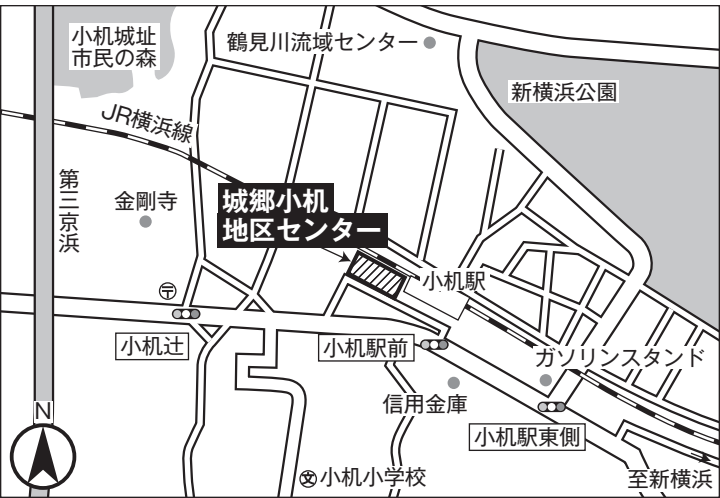 小机城址
市民の森
鶴見川流域センター
新横浜公園
JR横浜線
第三京浜
金剛寺
城郷小机
地区センター
小机駅
〒
小机辻
小机駅前
ガソリンスタンド
信用金庫
小机駅東側
N
文
小机小学校
至新横浜